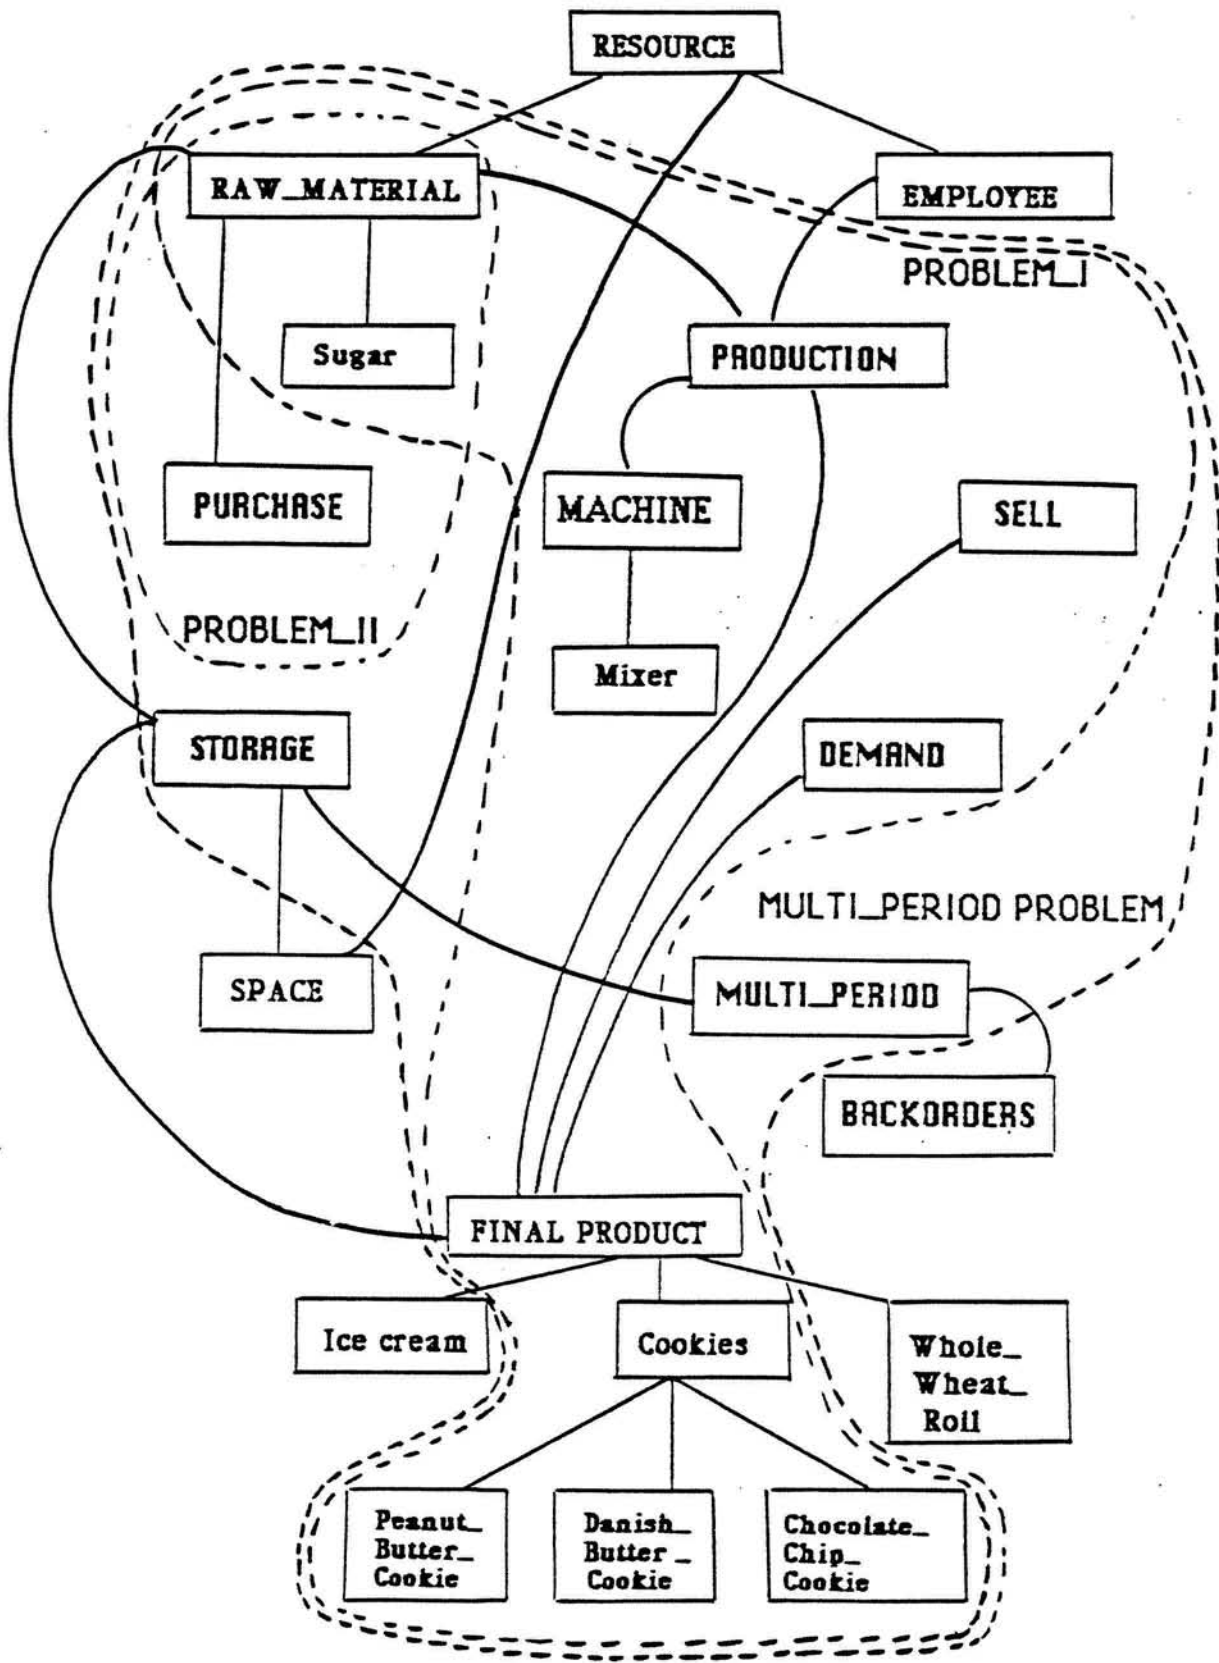 RESOURCE
RAW_MATERIAL
EMPLOYEE
PROBLEM_I
Sugar
PRODUCTION
PURCHASE
MACHINE
SELL
PROBLEM_II
Mixer
STORAGE
DEMAND
MULTI_PERIOD PROBLEM
SPACE
MULTI_PERIOD
BACKORDERS
FINAL PRODUCT
Ice cream
Cookies
Whole_
Wheat_
Roll
Peanut_
Butter_
Cookie
Danish_
Butter_
Cookie
Chocolate_
Chip_
Cookie